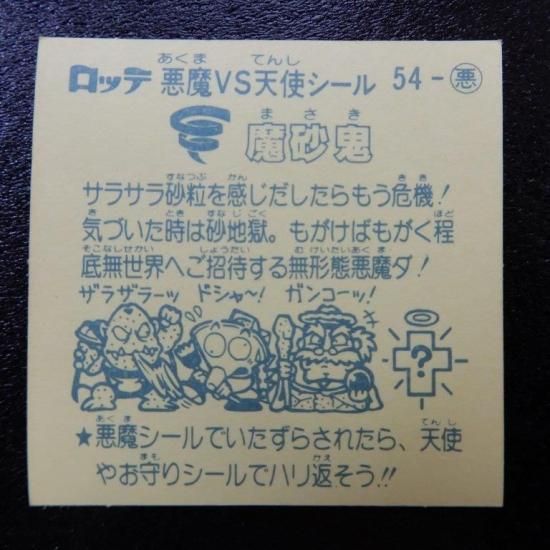 ロッテ 悪魔VS天使シール 54-悪
魔砂鬼
サラサラ砂粒を感じだしたらもう危機！
気づいた時は砂地獄。もがけばもがく程
底無世界へご招待する無形態悪魔ダ！
ザラザラーッ ドシャ〜！ ガンコーッ！
?
★悪魔シールでいたずらされたら、天使
やお守りシールでハリ返そう!!